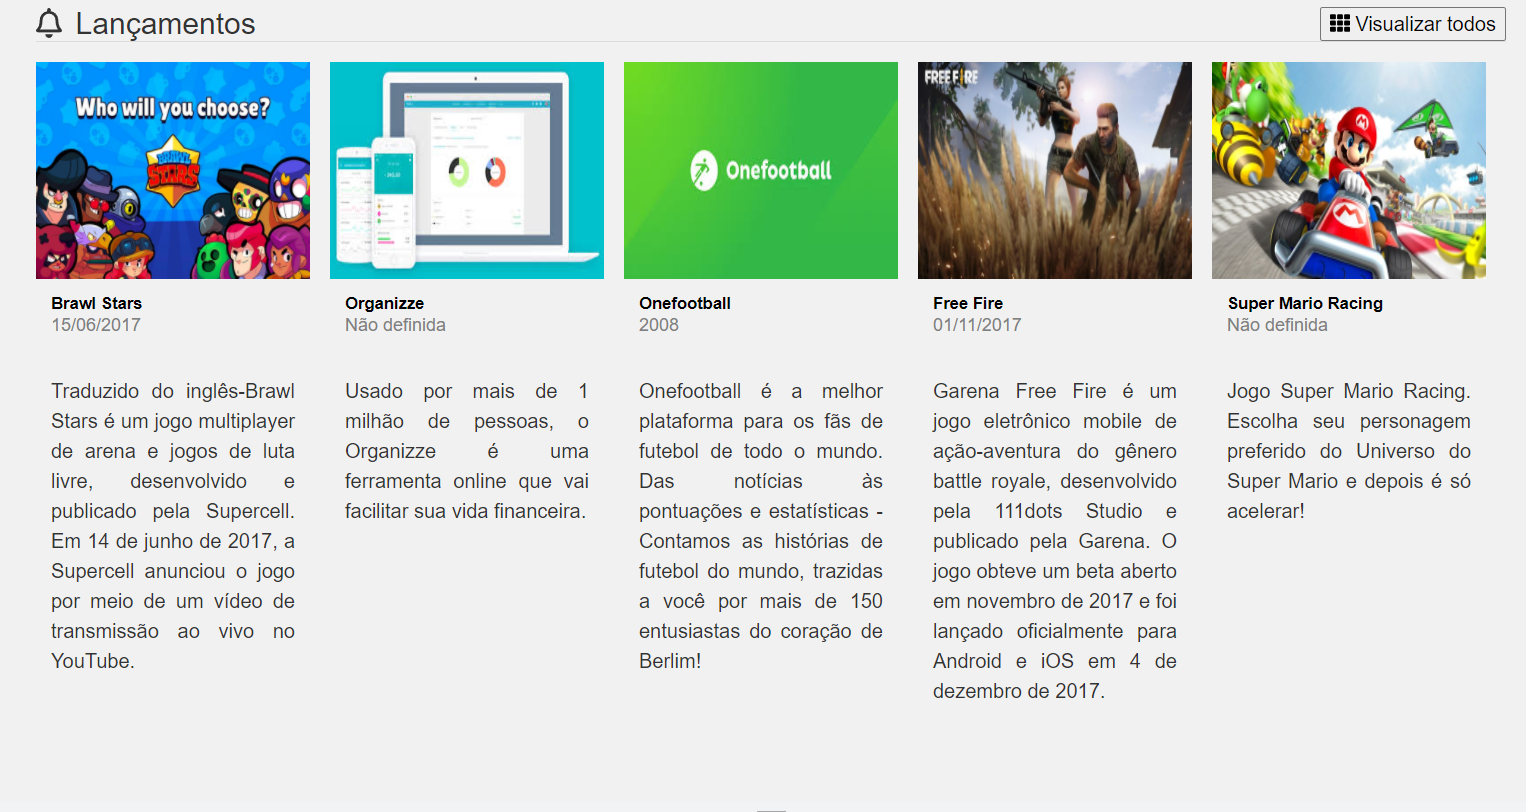 Lançamentos
Visualizar todos
Who will you choose?
BRAWL
STARS
Onefootball
FREE FIRE
M
M
Brawl Stars
15/06/2017
Traduzido do inglês-Brawl
Stars é um jogo multiplayer
de arena e jogos de luta
livre, desenvolvido e
publicado pela Supercell.
Em 14 de junho de 2017, a
Supercell anunciou o jogo
por meio de um vídeo de
transmissão ao vivo no
YouTube.
Organizze
Não definida
Usado por mais de 1
milhão de pessoas, o
Organizze é uma
ferramenta online que vai
facilitar sua vida financeira.
Onefootball
2008
Onefootball é a melhor
plataforma para os fãs de
futebol de todo o mundo.
Das notícias às
pontuações e estatísticas -
Contamos as histórias de
futebol do mundo, trazidas
a você por mais de 150
entusiastas do coração de
Berlim!
Free Fire
01/11/2017
Garena Free Fire é um
jogo eletrônico mobile de
ação-aventura do gênero
battle royale, desenvolvido
pela 111dots Studio e
publicado pela Garena. O
jogo obteve um beta aberto
em novembro de 2017 e foi
lançado oficialmente para
Android e iOS em 4 de
dezembro de 2017.
Super Mario Racing
Não definida
Jogo Super Mario Racing.
Escolha seu personagem
preferido do Universo do
Super Mario e depois é só
acelerar!